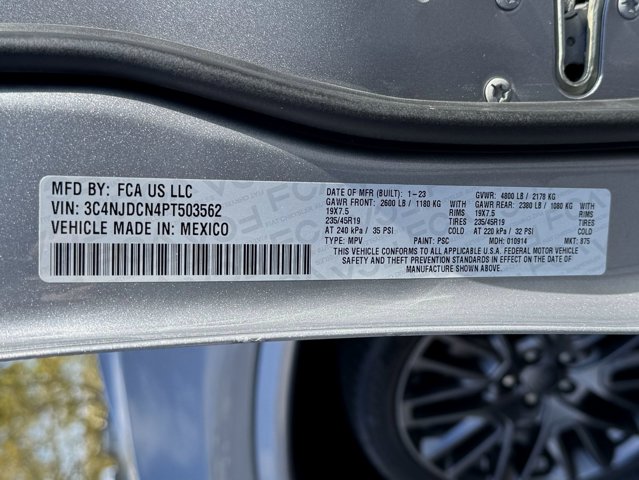 MFD BY: FCA US LLC
VIN: 3C4NJDCN4PT503562
VEHICLE MADE IN: MEXICO
DATE OF MFR (BUILT): 1-23 GVWR: 4800 LB / 2178 KG
GAWR FRONT: 2600 LB / 1180 KG WITH GAWR REAR: 2380 LB / 1080 KG WITH
19X7.5 RIMS 19X7.5 RIMS
235/45R19 TIRES 235/45R19 TIRES
AT 240 kPa / 35 PSI COLD AT 220 kPa / 32 PSI COLD
TYPE: MPV PAINT: PSC MDH: 010914 MKT: 875
THIS VEHICLE CONFORMS TO ALL APPLICABLE U.S.A. FEDERAL MOTOR VEHICLE
SAFETY AND THEFT PREVENTION STANDARDS IN EFFECT ON THE DATE OF
MANUFACTURE SHOWN ABOVE.